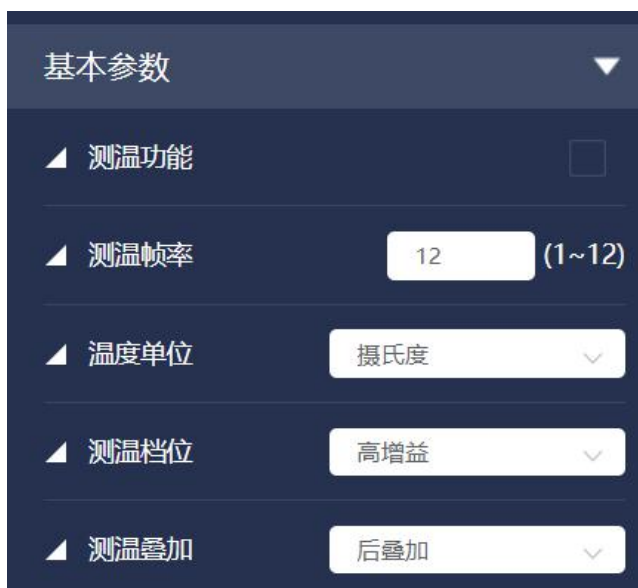 基本参数
测温功能
测温帧率 12 (1~12)
温度单位 摄氏度
测温档位 高增益
测温叠加 后叠加